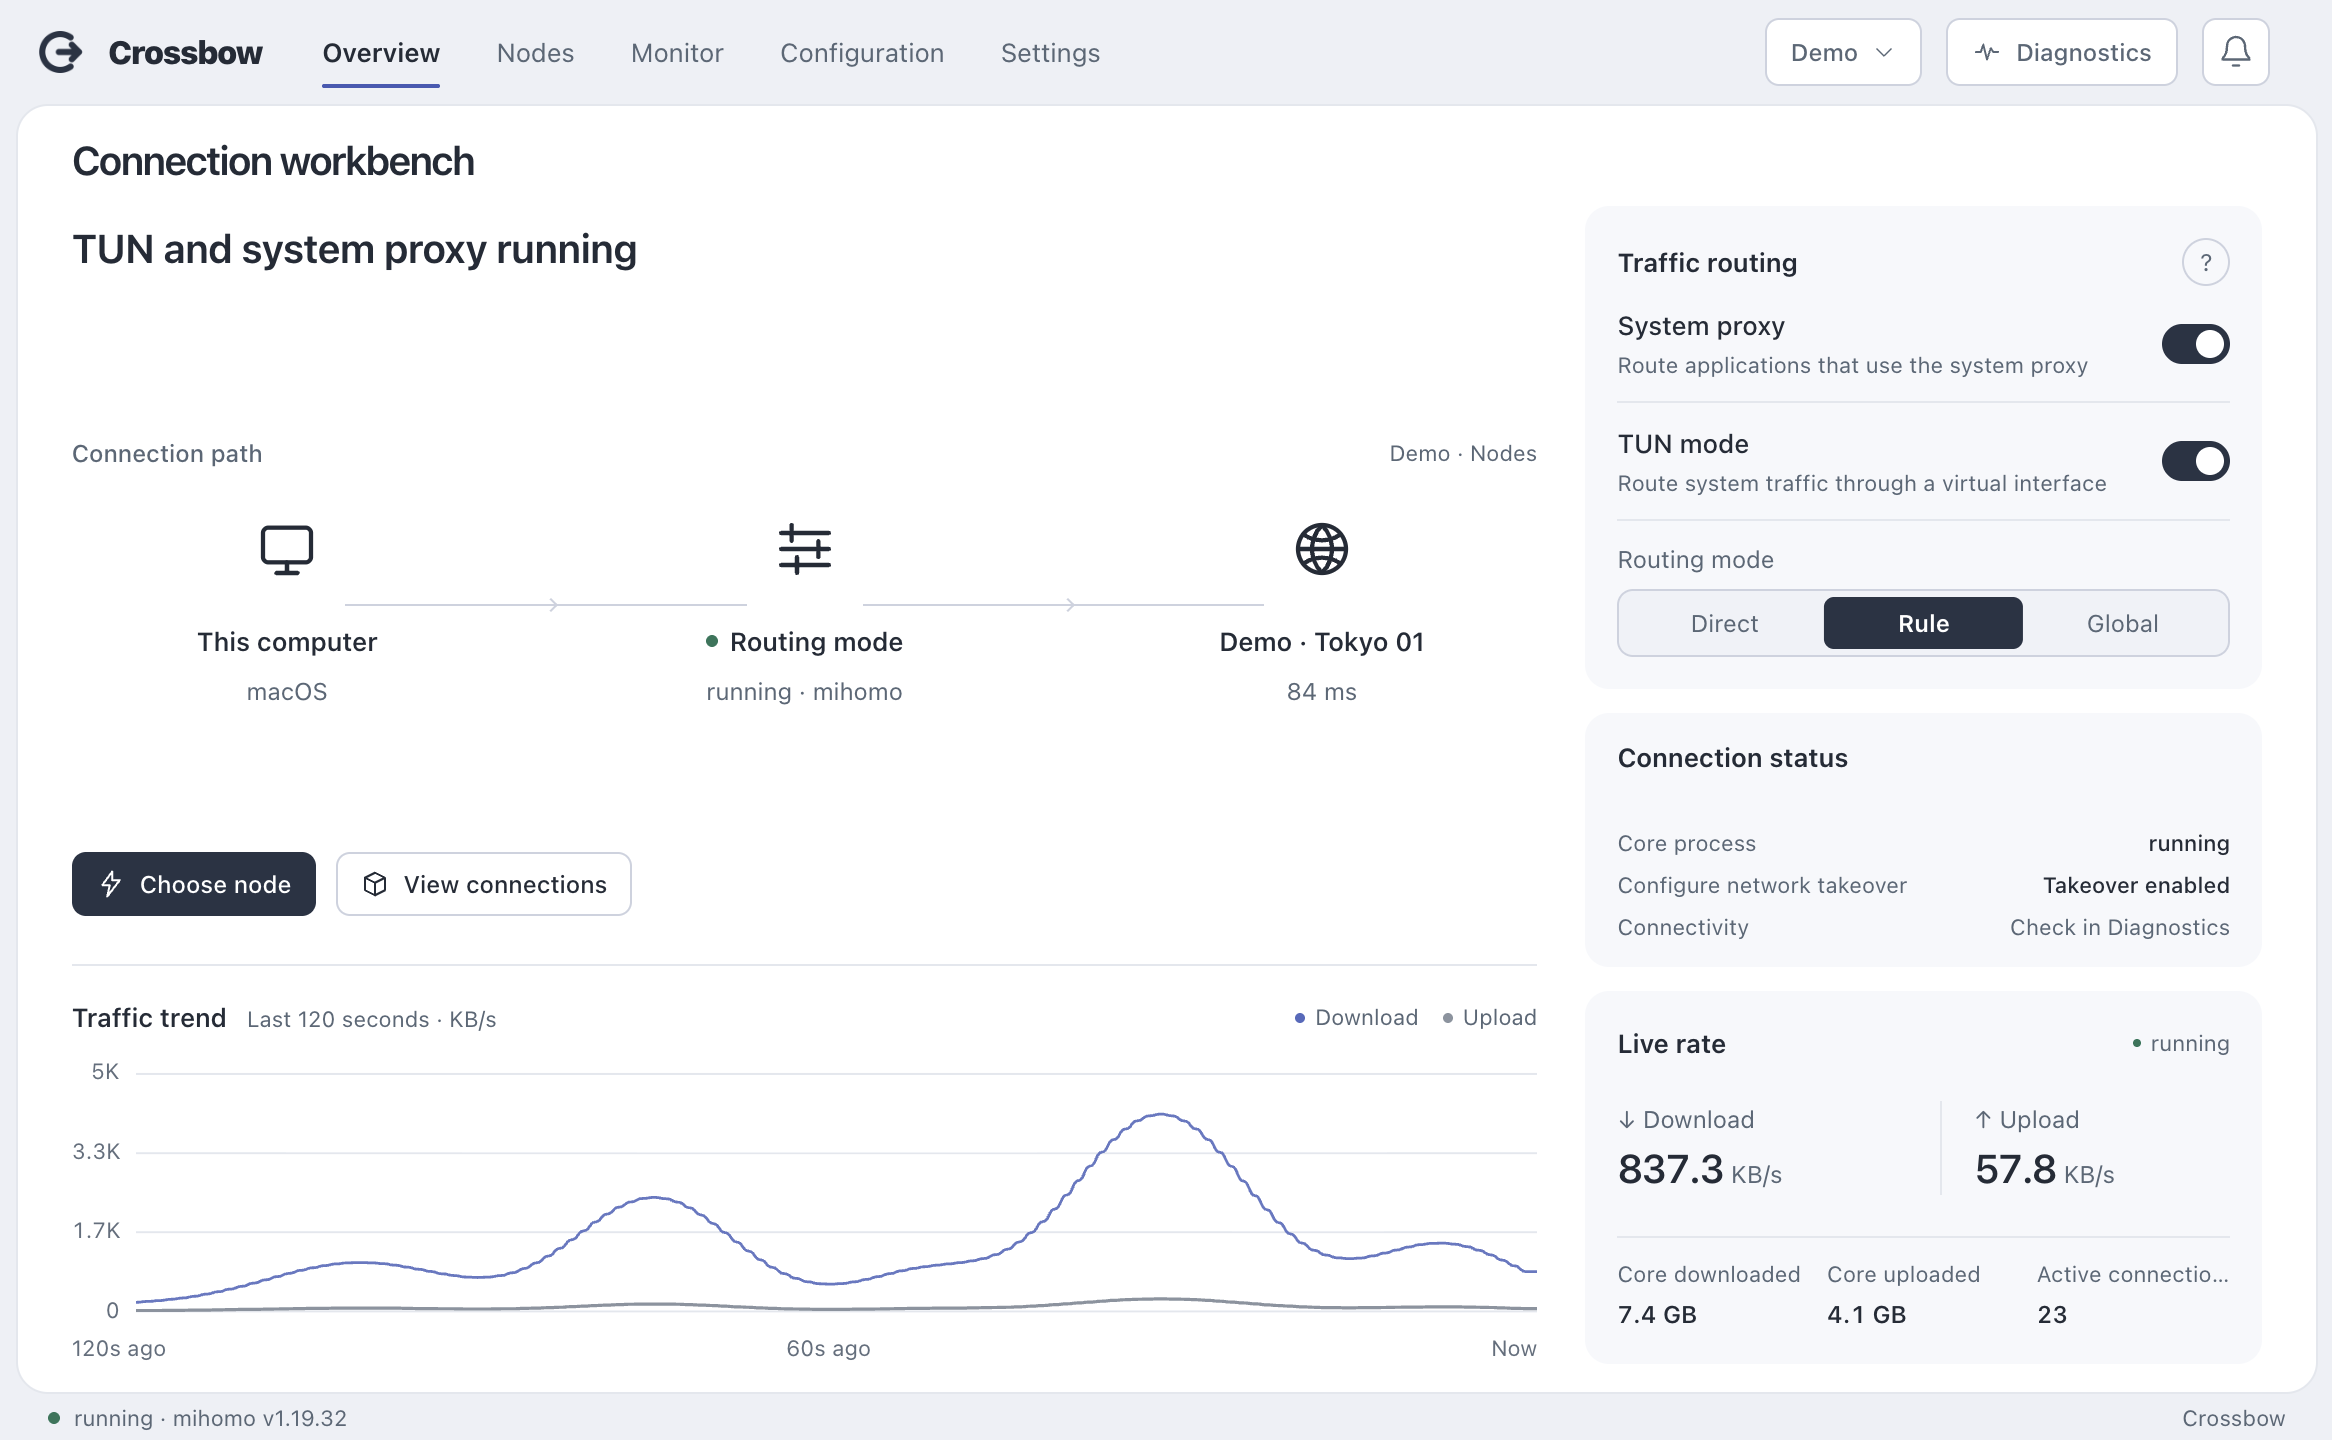 Crossbow
Overview
Nodes
Monitor
Configuration
Settings
Demo
Diagnostics
Connection workbench
TUN and system proxy running
Connection path
Demo · Nodes
This computer
macOS
Routing mode
running · mihomo
Demo · Tokyo 01
84 ms
Choose node
View connections
Traffic trend
Last 120 seconds · KB/s
Download
Upload
5K
3.3K
1.7K
0
120s ago
60s ago
Now
Traffic routing
?
System proxy
Route applications that use the system proxy
TUN mode
Route system traffic through a virtual interface
Routing mode
Direct
Rule
Global
Connection status
Core process
running
Configure network takeover
Takeover enabled
Connectivity
Check in Diagnostics
Live rate
running
↓ Download
837.3 KB/s
↑ Upload
57.8 KB/s
Core downloaded
7.4 GB
Core uploaded
4.1 GB
Active connectio...
23
running · mihomo v1.19.32
Crossbow